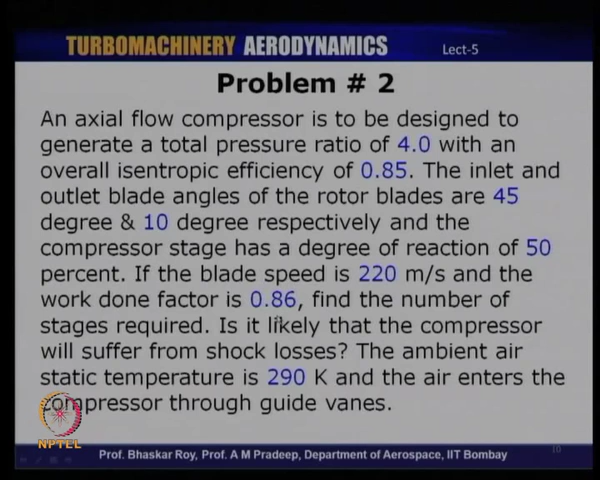 TURBOMACHINERY AERODYNAMICS Lect-5
Problem # 2
An axial flow compressor is to be designed to
generate a total pressure ratio of 4.0 with an
overall isentropic efficiency of 0.85. The inlet and
outlet blade angles of the rotor blades are 45
degree & 10 degree respectively and the
compressor stage has a degree of reaction of 50
percent. If the blade speed is 220 m/s and the
work done factor is 0.86, find the number of
stages required. Is it likely that the compressor
will suffer from shock losses? The ambient air
static temperature is 290 K and the air enters the
compressor through guide vanes.
NPTEL
Prof. Bhaskar Roy, Prof. A M Pradeep, Department of Aerospace, IIT Bombay
10